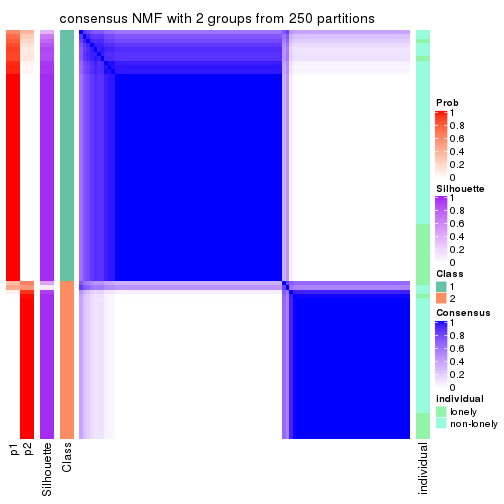 consensus NMF with 2 groups from 250 partitions
Prob
1
0.8
0.6
0.4
0.2
0
Silhouette
1
0.8
0.6
0.4
0.2
0
Class
1
2
Consensus
1
0.8
0.6
0.4
0.2
0
individual
lonely
non-lonely
p1
p2
Silhouette
Class
individual